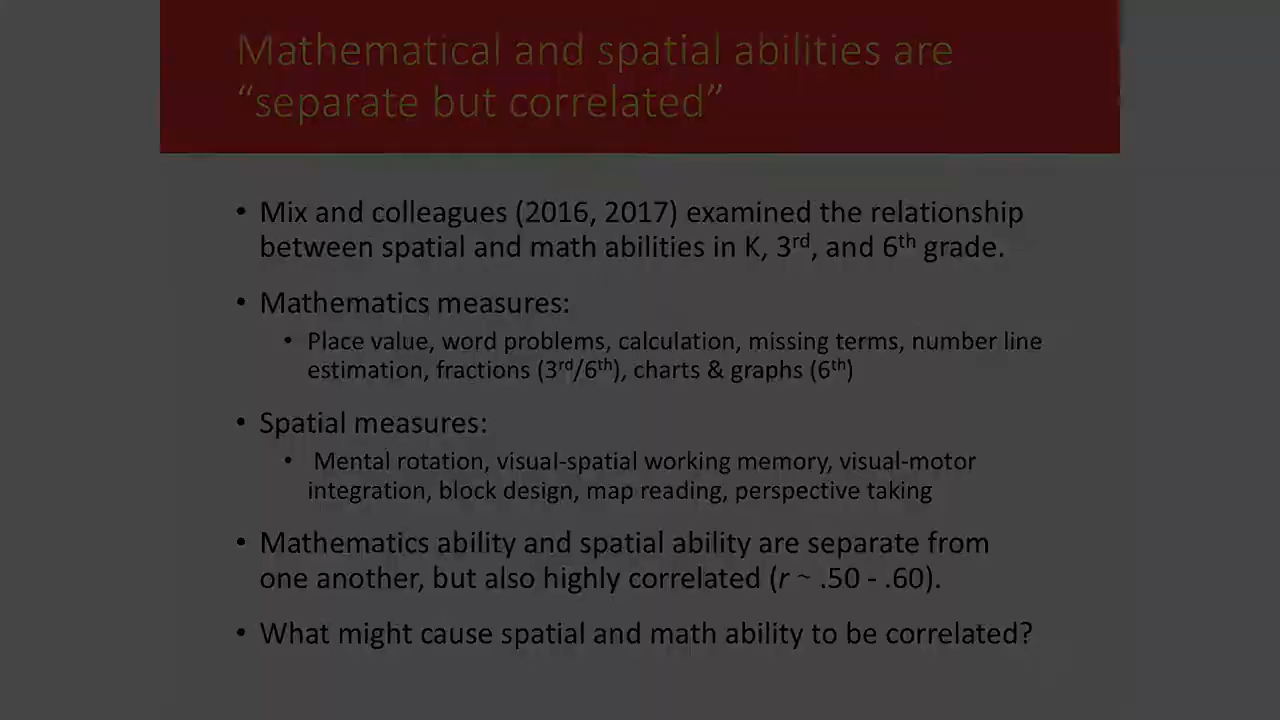 Mathematical and spatial abilities are
“separate but correlated”
• Mix and colleagues (2016, 2017) examined the relationship
between spatial and math abilities in K, 3rd, and 6th grade.
• Mathematics measures:
• Place value, word problems, calculation, missing terms, number line
estimation, fractions (3rd/6th), charts & graphs (6th)
• Spatial measures:
• Mental rotation, visual-spatial working memory, visual-motor
integration, block design, map reading, perspective taking
• Mathematics ability and spatial ability are separate from
one another, but also highly correlated (r ~ .50 - .60).
• What might cause spatial and math ability to be correlated?